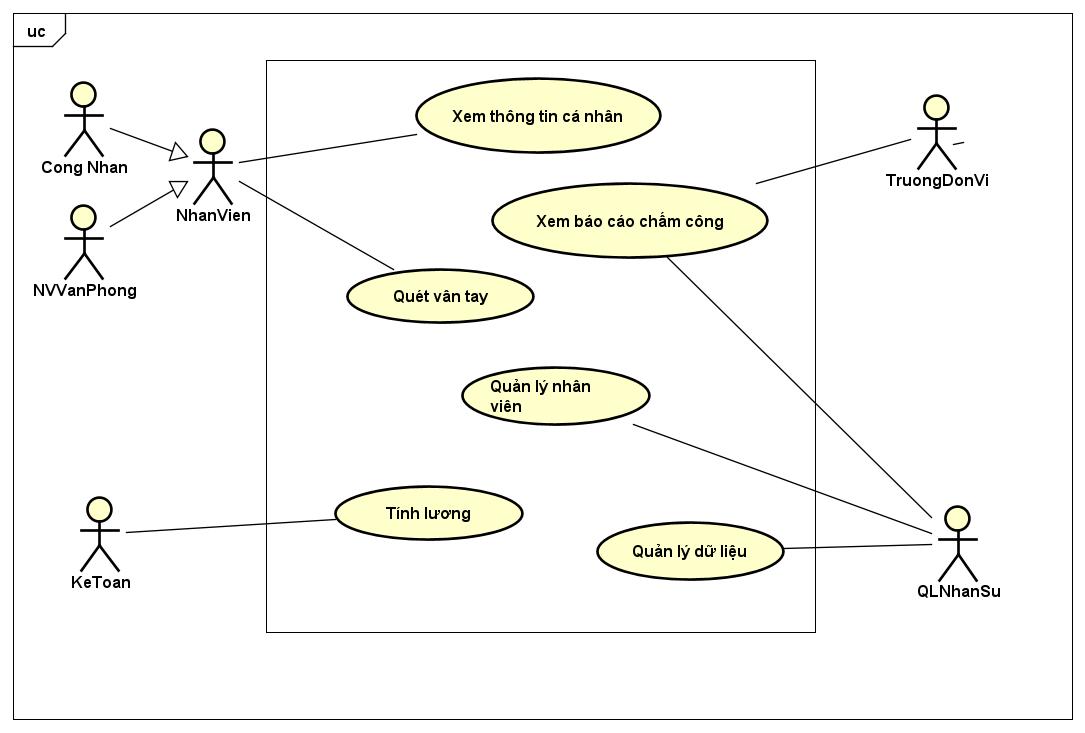 uc
Xem thông tin cá nhân
Cong Nhan
TruongDonVi
NhanVien
Xem báo cáo chấm công
NVVanPhong
Quét vân tay
Quản lý nhân
viên
Tính lương
Quản lý dữ liệu
KeToan
QLNhanSu